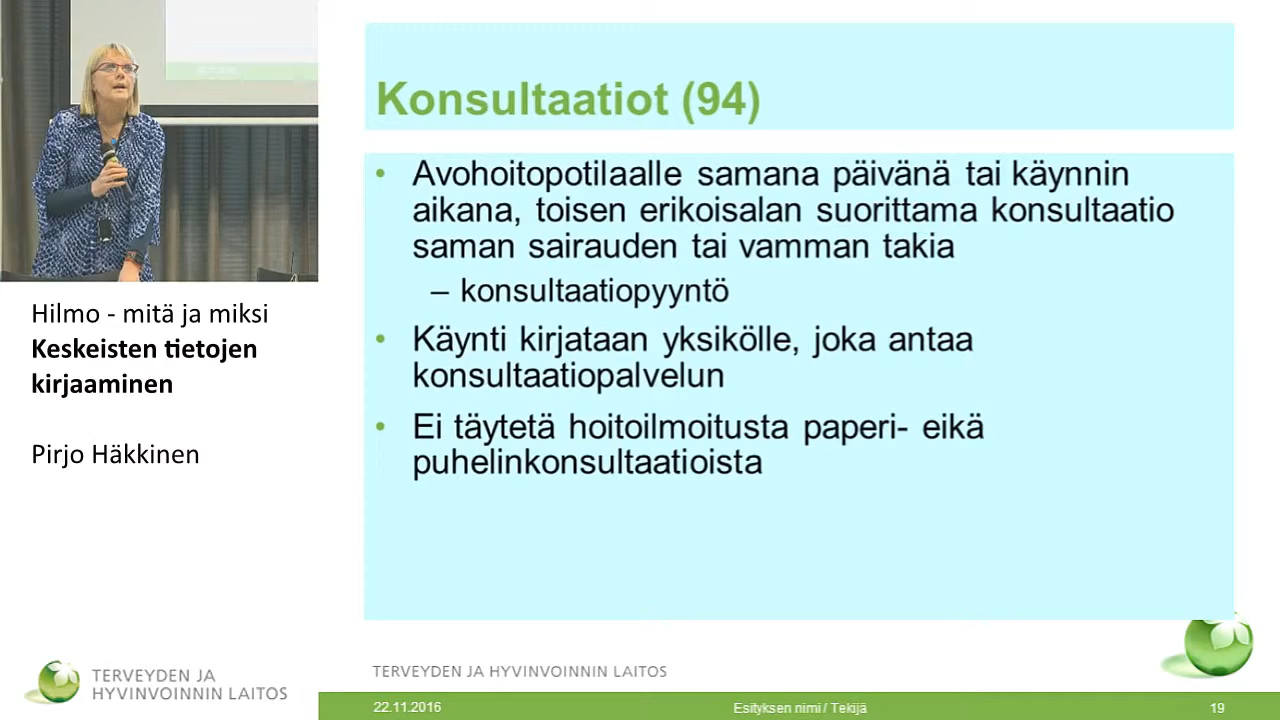 Hilmo - mitä ja miksi
Keskeisten tietojen
kirjaaminen
Pirjo Häkkinen
TERVEYDEN JA
HYVINVOINNIN LAITOS
Konsultaatiot (94)
• Avohoitopotilaalle samana päivänä tai käynnin
aikana, toisen erikoisalan suorittama konsultaatio
saman sairauden tai vamman takia
– konsultaatiopyyntö
• Käynti kirjataan yksikölle, joka antaa
konsultaatiopalvelun
• Ei täytetä hoitoilmoitusta paperi- eikä
puhelinkonsultaatioista
TERVEYDEN JA HYVINVOINNIN LAITOS
22.11.2016
Esityksen nimi / Tekijä
19